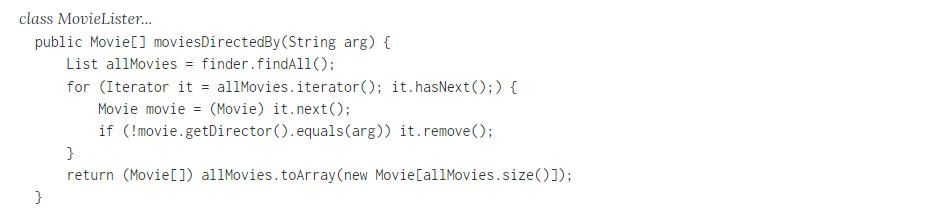 class MovieLister...
public Movie[] moviesDirectedBy(String arg) {
List allMovies = finder.findAll();
for (Iterator it = allMovies.iterator(); it.hasNext();) {
Movie movie = (Movie) it.next();
if (!movie.getDirector().equals(arg)) it.remove();
}
return (Movie[]) allMovies.toArray(new Movie[allMovies.size()]);
}